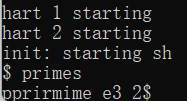 hart 1 starting
hart 2 starting
init: starting sh
$ primes
pprirmime e3 2$